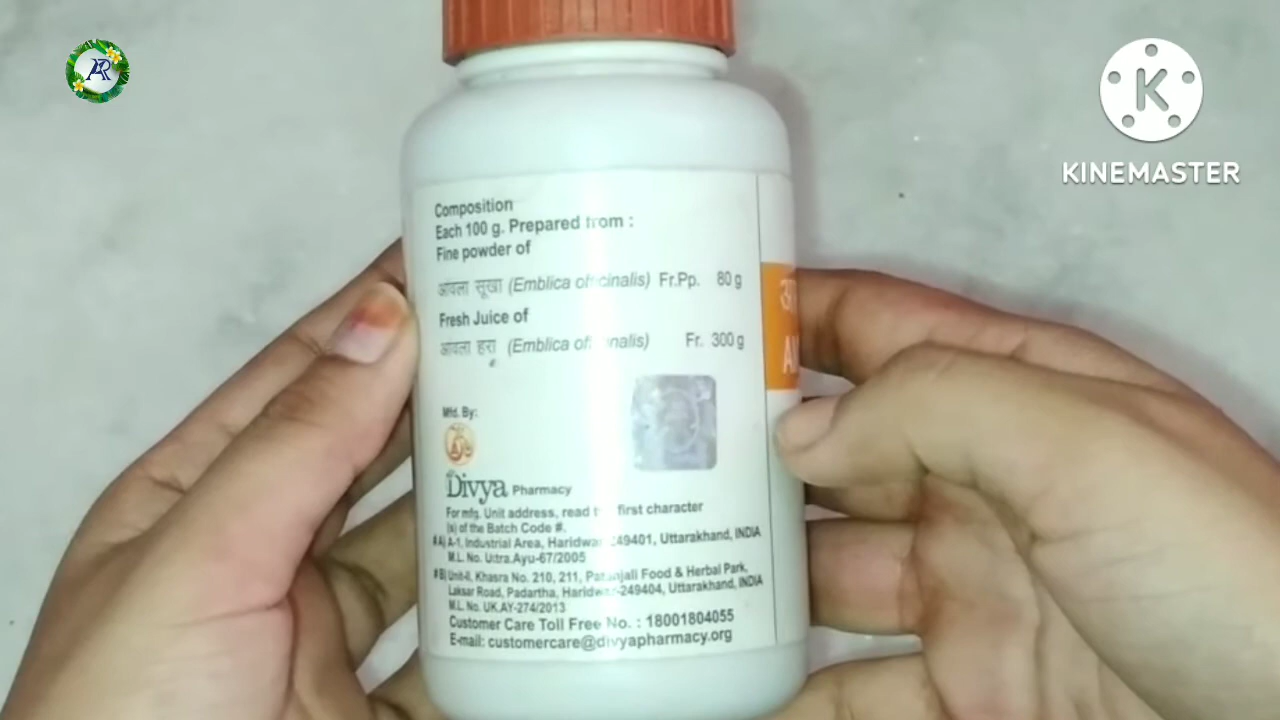 AR
K
KINEMASTER
Composition
Each 100 g. Prepared from :
Fine powder of
आंवला सूखा (Emblica officinalis) Fr.Pp. 80 g
Fresh Juice of
आंवला हरा (Emblica officinalis) Fr. 300 g
Mfd. By:
Divya Pharmacy
For mfg. Unit address, read first character
(s) of the Batch Code #.
# A) A-1, Industrial Area, Haridwar-249401, Uttarakhand, INDIA
M.L. No. Uttra.Ayu-67/2005
# B) Unit-II, Khasra No. 210, 211, Patanjali Food & Herbal Park,
Laksar Road, Padartha, Haridwar-249404, Uttarakhand, INDIA
M.L. No. UK.AY-274/2013
Customer Care Toll Free No. : 18001804055
E-mail: customercare@divyapharmacy.org